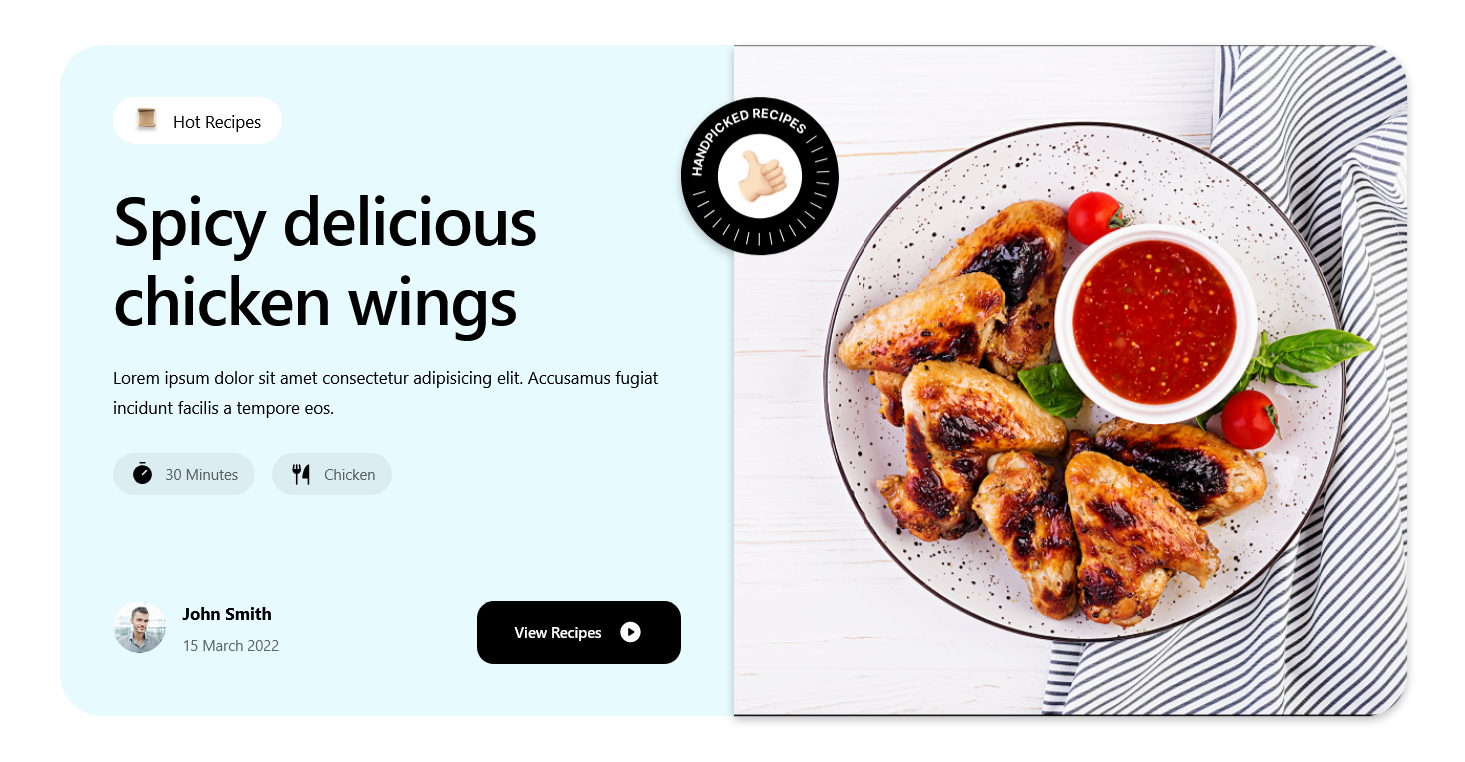 Hot Recipes
HANDPICKED RECIPES
Spicy delicious
chicken wings
Lorem ipsum dolor sit amet consectetur adipisicing elit. Accusamus fugiat
incidunt facilis a tempore eos.
30 Minutes
Chicken
John Smith
15 March 2022
View Recipes